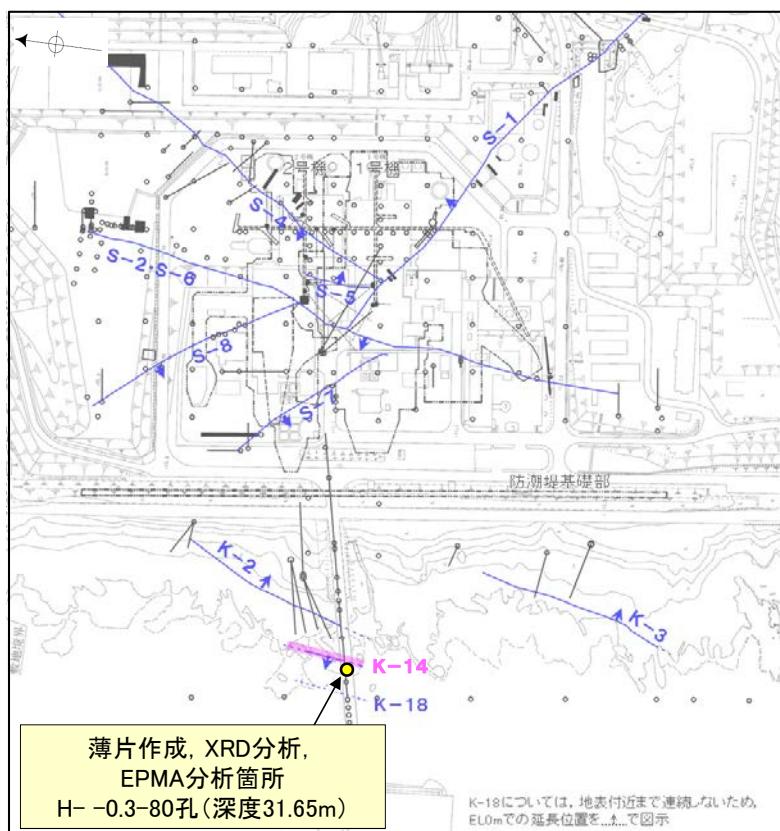 S-1
2号機
1号機
S-4
S-2・S-6
S-5
S-8
S-7
防潮堤基礎部
K-2
K-3
K-14
K-18
薄片作成, XRD分析,
EPMA分析箇所
H- -0.3-80孔(深度31.65m)
K-18については, 地表付近まで連続しないため,
EL0mでの延長位置を で図示